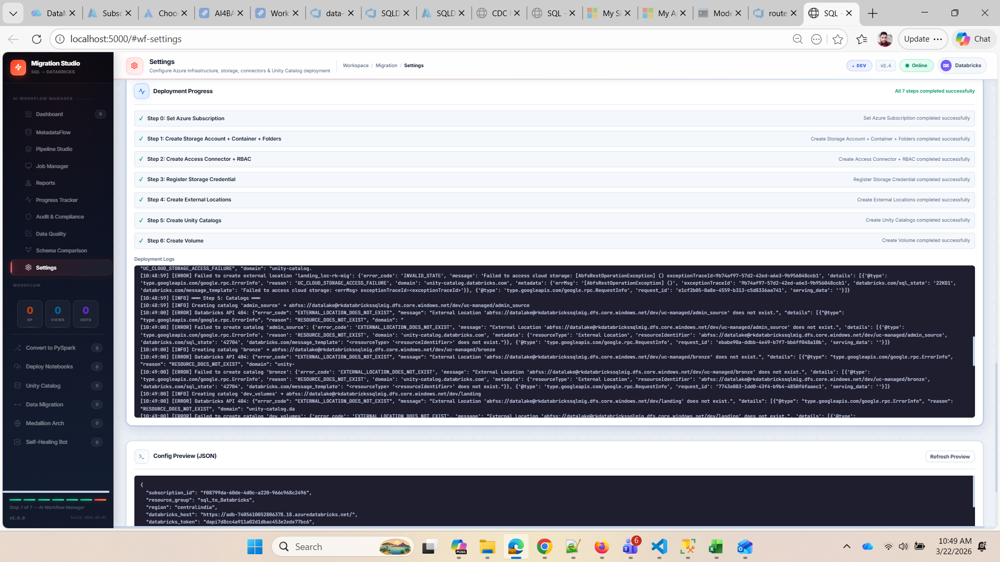 DataM
Subsc
Choos
AI4BA
Work
data-
SQLD
SQLD
CDC
SQL -
My Si
My A
Mode
route
SQL -
localhost:5000/#wf-settings
Update
Chat
Migration Studio
SQL → DATABRICKS
Settings
Configure Azure infrastructure, storage, connectors & Unity Catalog deployment
Workspace / Migration / Settings
DEV
v2.4
Online
DX Databricks
AI WORKFLOW MANAGER
Dashboard 0
MetadataFlow
Pipeline Studio
Job Manager
Reports
Progress Tracker
Audit & Compliance
Data Quality
Schema Comparison
Settings
WORKFLOW
0 SP
0 VIEWS
0 UDFS
Convert to PySpark 0
Deploy Notebooks 0
Unity Catalog 0
Data Migration 0
Medallion Arch 0
Self-Healing Bot 0
Step 7 of 7 — AI Workflow Manager
v2.5.0 build 2026.03.01
Deployment Progress
All 7 steps completed successfully
✓ Step 0: Set Azure Subscription Set Azure Subscription completed successfully
✓ Step 1: Create Storage Account + Container + Folders Create Storage Account + Container + Folders completed successfully
✓ Step 2: Create Access Connector + RBAC Create Access Connector + RBAC completed successfully
✓ Step 3: Register Storage Credential Register Storage Credential completed successfully
✓ Step 4: Create External Locations Create External Locations completed successfully
✓ Step 5: Create Unity Catalogs Create Unity Catalogs completed successfully
✓ Step 6: Create Volume Create Volume completed successfully
Deployment Logs
"UC_CLOUD_STORAGE_ACCESS_FAILURE", "domain": "unity-catalog.
[10:48:59] [ERROR] Failed to create external location 'landing_loc-rk-mig': {'error_code': 'INVALID_STATE', 'message': 'Failed to access cloud storage: [AbfsRestOperationException] () exceptionTraceId=9b74af97-57d2-42ed-a6e3-9b956048ccb1', 'details': [{'@type':
'type.googleapis.com/google.rpc.ErrorInfo', 'reason': 'UC_CLOUD_STORAGE_ACCESS_FAILURE', 'domain': 'unity-catalog.databricks.com', 'metadata': {'errMsg': '[AbfsRestOperationException] ()', 'exceptionTraceId': '9b74af97-57d2-42ed-a6e3-9b956048ccb1', 'databricks.com/sql_state': '22KD1',
'databricks.com/message_template': 'Failed to access cloud storage: <errMsg> exceptionTraceId=<exceptionTraceId>'}}, {'@type': 'type.googleapis.com/google.rpc.RequestInfo', 'request_id': 'e1cf2b05-0a8e-4559-b313-c5d8336aa741', 'serving_data': ''}]}
[10:48:59] [INFO] ═══ Step 5: Catalogs ═══
[10:48:59] [INFO] Creating catalog 'admin_source' → abfss://datalake@rkdatabrickssqlmig.dfs.core.windows.net/dev/uc-managed/admin_source
[10:49:00] [ERROR] Databricks API 404: {"error_code": "EXTERNAL_LOCATION_DOES_NOT_EXIST", "message": "External Location 'abfss://datalake@rkdatabrickssqlmig.dfs.core.windows.net/dev/uc-managed/admin_source' does not exist.", "details": [{"@type":
"type.googleapis.com/google.rpc.ErrorInfo", "reason": "RESOURCE_DOES_NOT_EXIST", "domain": "
[10:49:00] [ERROR] Failed to create catalog 'admin_source': {'error_code': 'EXTERNAL_LOCATION_DOES_NOT_EXIST', 'message': "External Location 'abfss://datalake@rkdatabrickssqlmig.dfs.core.windows.net/dev/uc-managed/admin_source' does not exist.", 'details': [{'@type':
'type.googleapis.com/google.rpc.ErrorInfo', 'reason': 'RESOURCE_DOES_NOT_EXIST', 'domain': 'unity-catalog.databricks.com', 'metadata': {'resourceType': 'External Location', 'resourceIdentifier': 'abfss://datalake@rkdatabrickssqlmig.dfs.core.windows.net/dev/uc-managed/admin_source',
'databricks.com/sql_state': '42704', 'databricks.com/message_template': "<resourceType> '<resourceIdentifier>' does not exist."}}, {'@type': 'type.googleapis.com/google.rpc.RequestInfo', 'request_id': 'ebabe90a-ddbb-4e49-b7f7-bb6ff048a10b', 'serving_data': ''}]}
[10:49:00] [INFO] Creating catalog 'bronze' → abfss://datalake@rkdatabrickssqlmig.dfs.core.windows.net/dev/uc-managed/bronze
[10:49:00] [ERROR] Databricks API 404: {"error_code": "EXTERNAL_LOCATION_DOES_NOT_EXIST", "message": "External Location 'abfss://datalake@rkdatabrickssqlmig.dfs.core.windows.net/dev/uc-managed/bronze' does not exist.", "details": [{"@type": "type.googleapis.com/google.rpc.ErrorInfo",
"reason": "RESOURCE_DOES_NOT_EXIST", "domain": "unity-
[10:49:00] [ERROR] Failed to create catalog 'bronze': {'error_code': 'EXTERNAL_LOCATION_DOES_NOT_EXIST', 'message': "External Location 'abfss://datalake@rkdatabrickssqlmig.dfs.core.windows.net/dev/uc-managed/bronze' does not exist.", 'details': [{'@type':
'type.googleapis.com/google.rpc.ErrorInfo', 'reason': 'RESOURCE_DOES_NOT_EXIST', 'domain': 'unity-catalog.databricks.com', 'metadata': {'resourceType': 'External Location', 'resourceIdentifier': 'abfss://datalake@rkdatabrickssqlmig.dfs.core.windows.net/dev/uc-managed/bronze',
'databricks.com/sql_state': '42704', 'databricks.com/message_template': "<resourceType> '<resourceIdentifier>' does not exist."}}, {'@type': 'type.googleapis.com/google.rpc.RequestInfo', 'request_id': '7743e083-1dd0-43f4-b9b4-4850f6faaec1', 'serving_data': ''}]}
[10:49:00] [INFO] Creating catalog 'dev_volumes' → abfss://datalake@rkdatabrickssqlmig.dfs.core.windows.net/dev/landing
[10:49:00] [ERROR] Databricks API 404: {"error_code": "EXTERNAL_LOCATION_DOES_NOT_EXIST", "message": "External Location 'abfss://datalake@rkdatabrickssqlmig.dfs.core.windows.net/dev/landing' does not exist.", "details": [{"@type": "type.googleapis.com/google.rpc.ErrorInfo", "reason":
"RESOURCE_DOES_NOT_EXIST", "domain": "unity-catalog.da
[10:49:00] [ERROR] Failed to create catalog 'dev_volumes': {'error_code': 'EXTERNAL_LOCATION_DOES_NOT_EXIST', 'message': "External Location 'abfss://datalake@rkdatabrickssqlmig.dfs.core.windows.net/dev/landing' does not exist.", 'details': [{'@type':
Config Preview (JSON)
Refresh Preview
{
"subscription_id": "f08799da-60de-4d0c-a220-966c968c2496",
"resource_group": "sql_to_Databricks",
"region": "centralindia",
"databricks_host": "https://adb-7405610052806378.18.azuredatabricks.net/",
"databricks_token": "dapi7d8cc4a911a02d1dbac453e2ede77bc6",
Search
M365
6
10:49 AM
3/22/2026